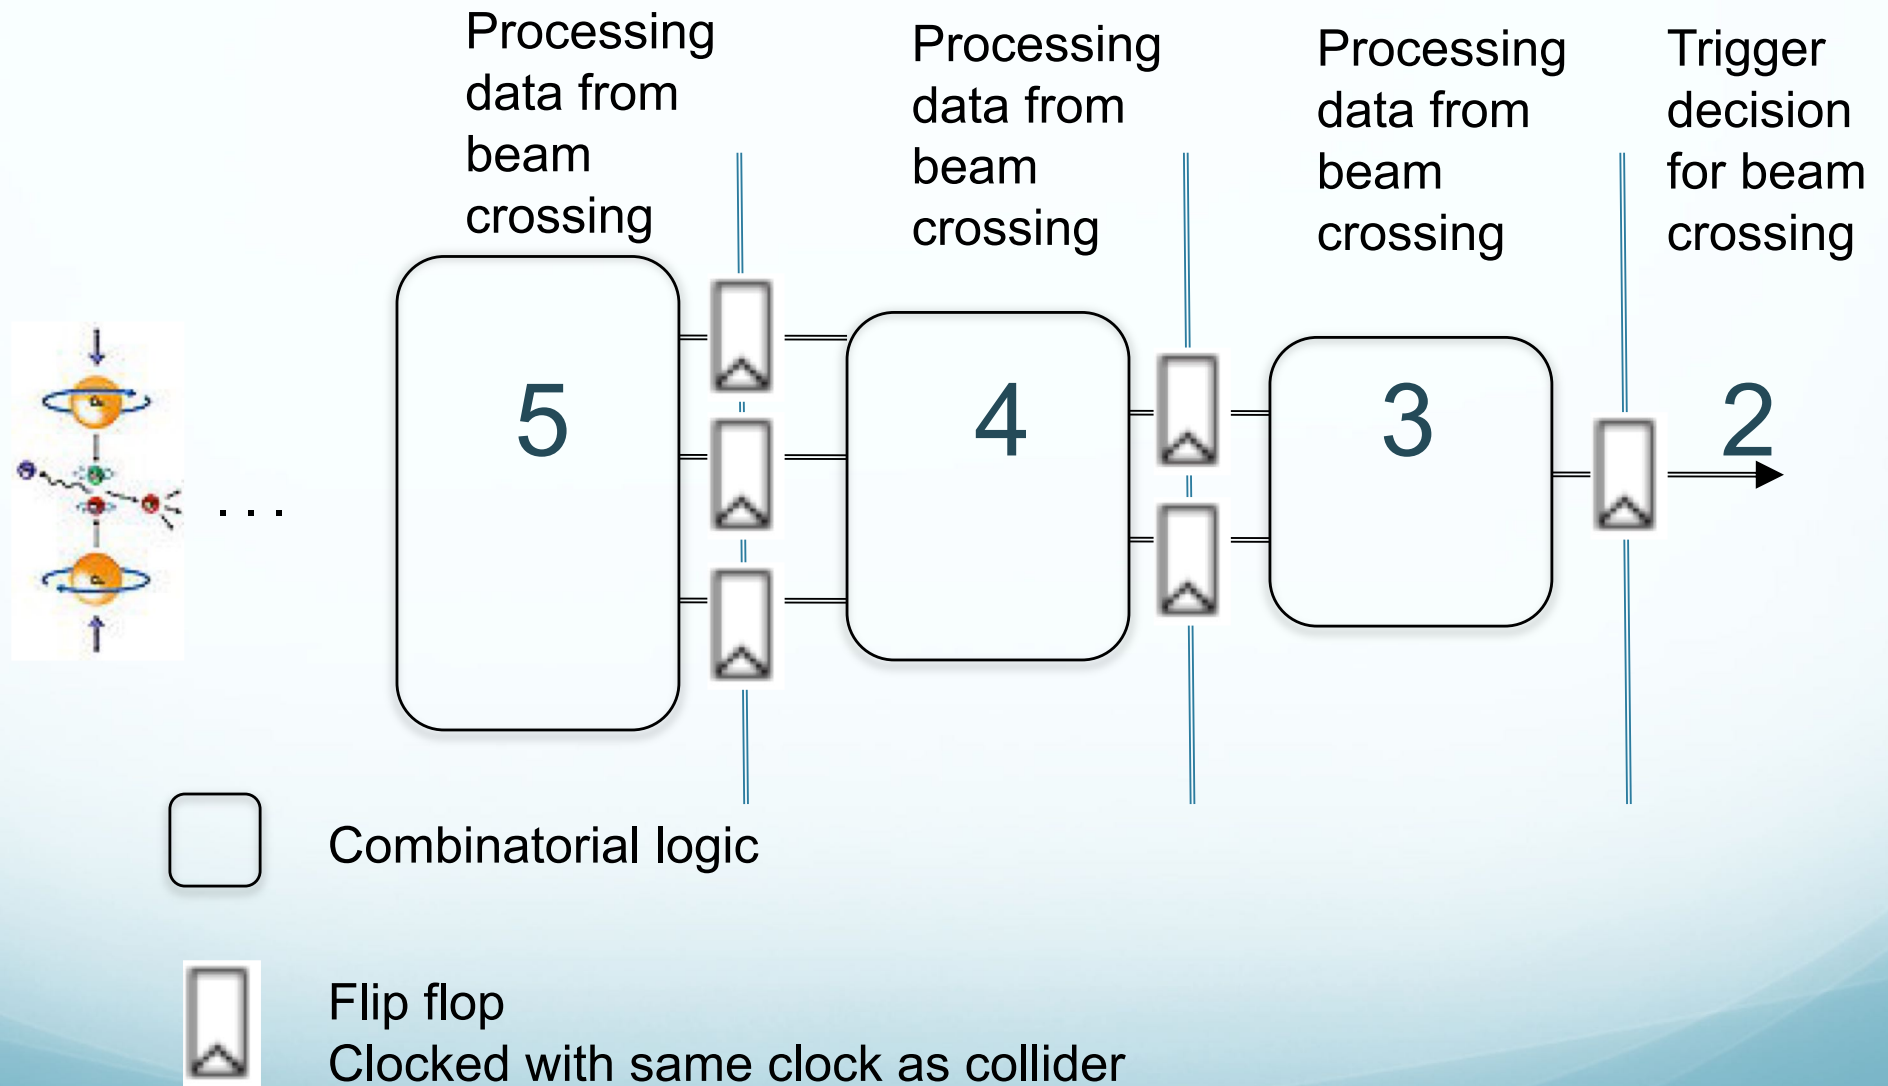 Processing
data from
beam
crossing
Processing
data from
beam
crossing
Processing
data from
beam
crossing
Trigger
decision
for beam
crossing
. . .
5
4
3
2
Combinatorial logic
Flip flop
Clocked with same clock as collider